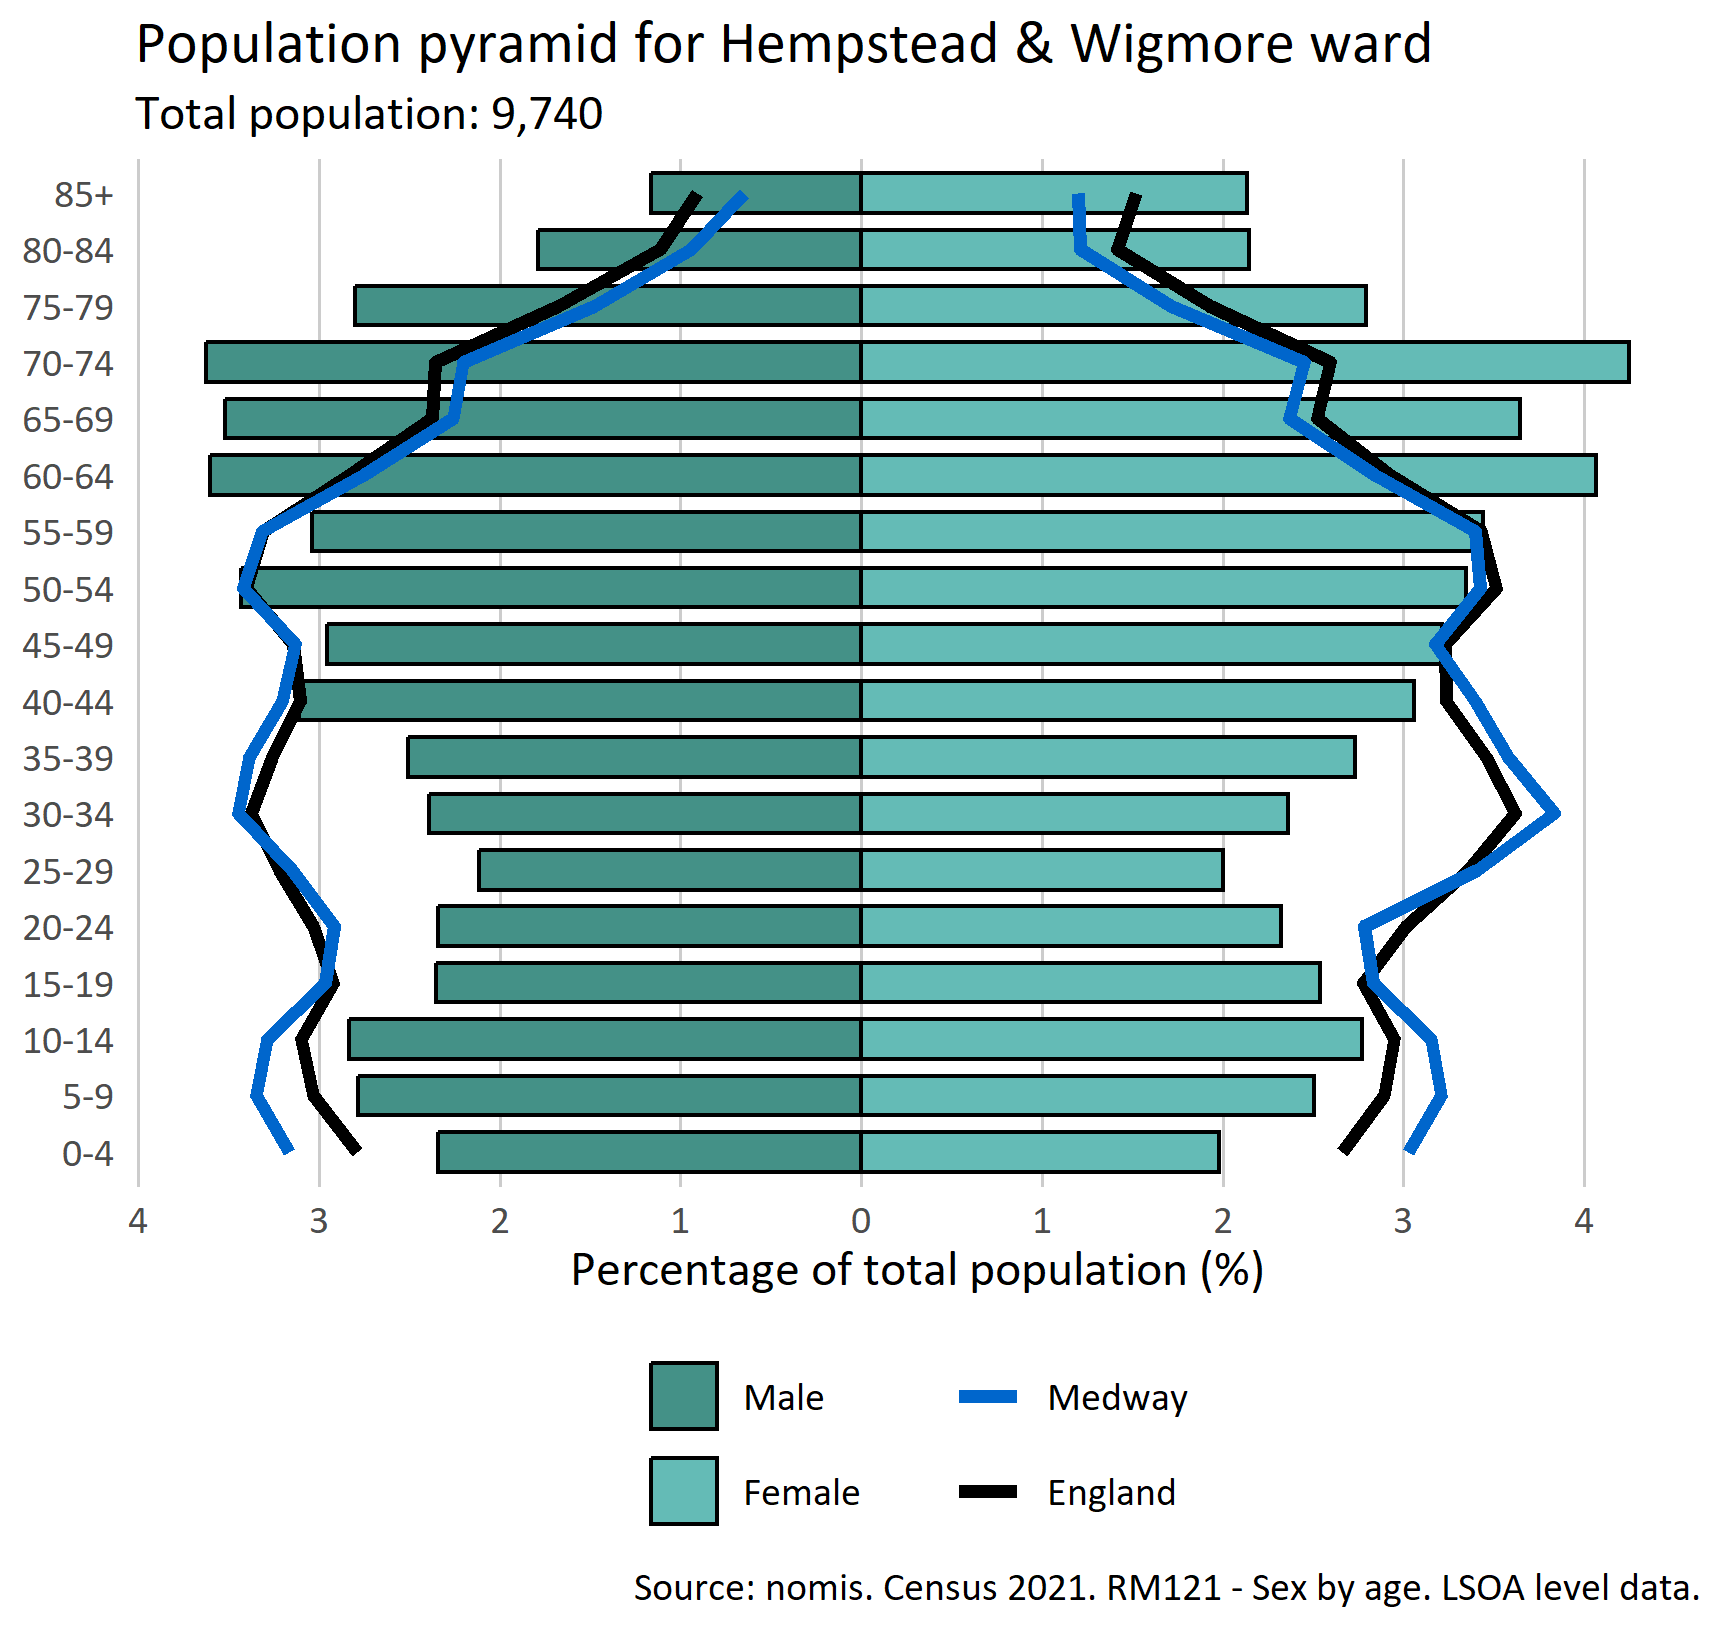 Population pyramid for Hempstead & Wigmore ward
Total population: 9,740
85+
80-84
75-79
70-74
65-69
60-64
55-59
50-54
45-49
40-44
35-39
30-34
25-29
20-24
15-19
10-14
5-9
0-4
4 3 2 1 0 1 2 3 4
Percentage of total population (%)
Male Medway
Female England
Source: nomis. Census 2021. RM121 - Sex by age. LSOA level data.